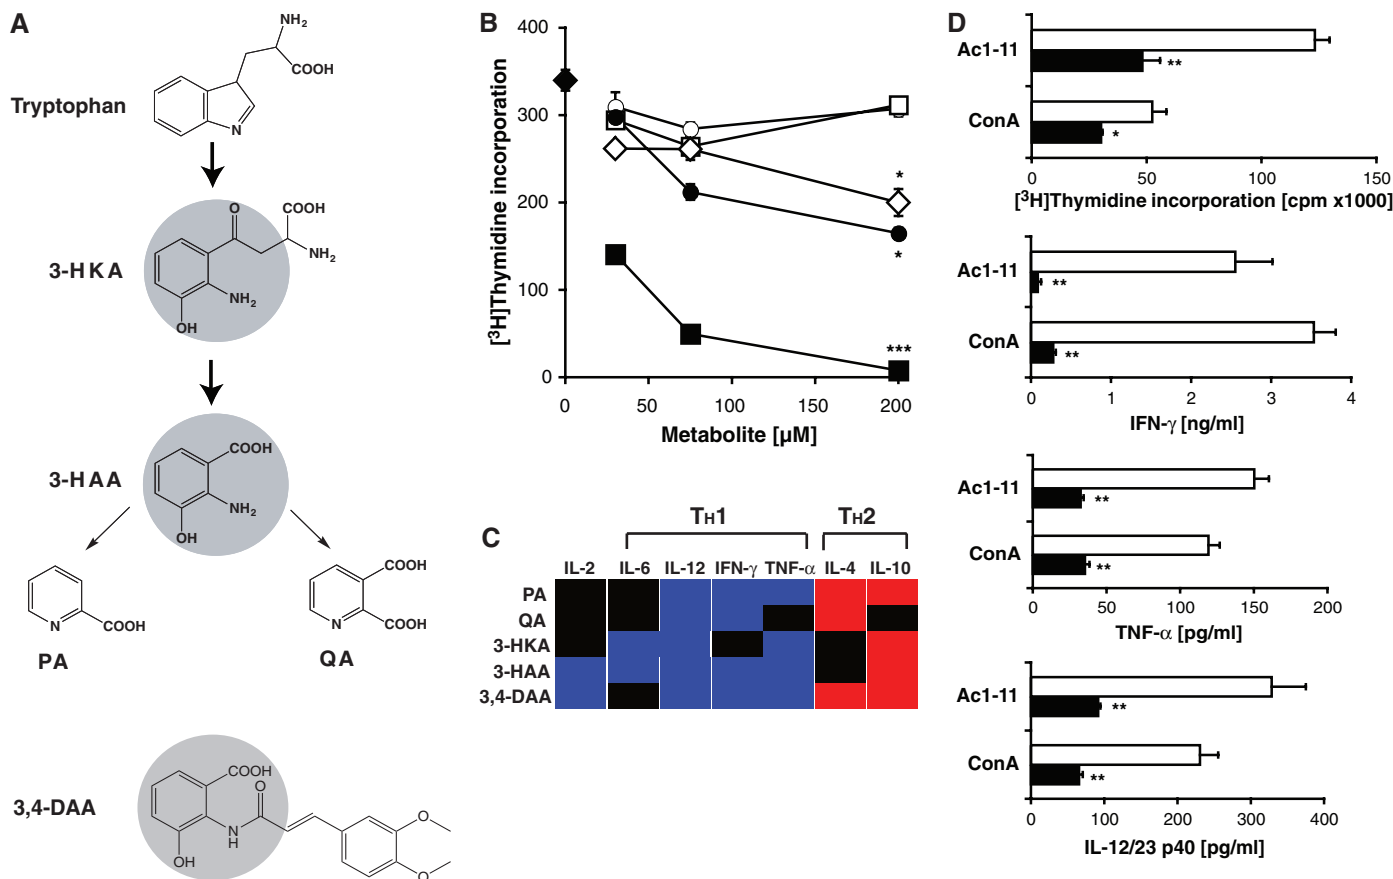 A
NH₂
COOH
Tryptophan
N
O
COOH
3-HKA
NH₂
NH₂
OH
COOH
3-HAA
NH₂
OH
COOH
N
COOH
N
COOH
PA
QA
COOH
O
3,4-DAA
N
H
OH
O
O
B
400
300
200
100
0
[³H]Thymidine incorporation
*
*
***
0
50
100
150
200
Metabolite [µM]
C
TH1
TH2
IL-2 IL-6 IL-12 IFN-γ TNF-α IL-4 IL-10
PA
QA
3-HKA
3-HAA
3,4-DAA
D
Ac1-11
**
ConA
*
0 50 100 150
[³H]Thymidine incorporation [cpm x1000]
Ac1-11
**
ConA
**
0 1 2 3 4
IFN-γ [ng/ml]
Ac1-11
**
ConA
**
0 50 100 150 200
TNF-α [pg/ml]
Ac1-11
**
ConA
**
0 100 200 300 400
IL-12/23 p40 [pg/ml]